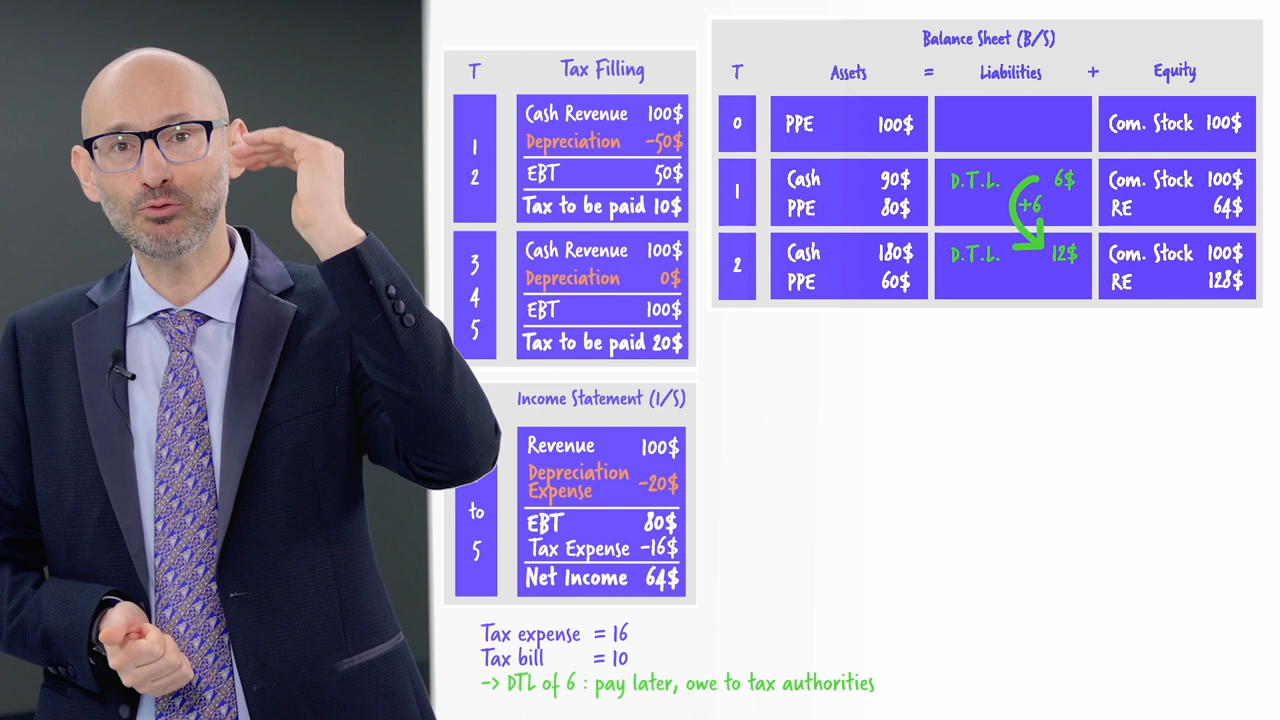 T Tax Filling
1
2
Cash Revenue 100$
Depreciation -50$
EBT 50$
Tax to be paid 10$
3
4
5
Cash Revenue 100$
Depreciation 0$
EBT 100$
Tax to be paid 20$
Income Statement (I/S)
to
5
Revenue 100$
Depreciation
Expense -20$
EBT 80$
Tax Expense -16$
Net Income 64$
Tax expense = 16
Tax bill = 10
-> DTL of 6 : pay later, owe to tax authorities
Balance Sheet (B/S)
T Assets = Liabilities + Equity
0 PPE 100$ Com. Stock 100$
1
Cash 90$ D.T.L. 6$ Com. Stock 100$
PPE 80$ +6 RE 64$
2
Cash 180$ D.T.L. 12$ Com. Stock 100$
PPE 60$ RE 128$